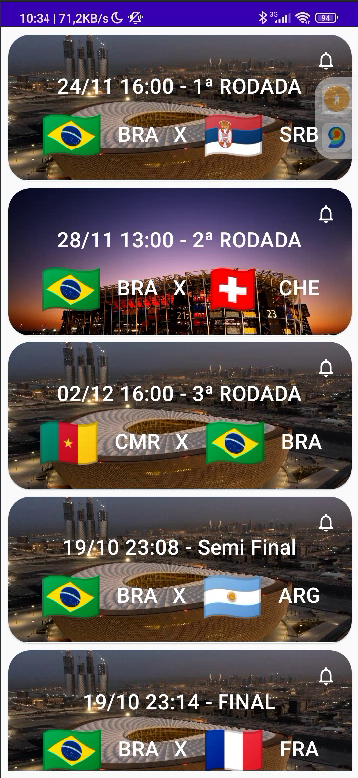 10:34 | 71,2KB/s 3G 94
24/11 16:00 - 1ª RODADA
BRA X SRB
28/11 13:00 - 2ª RODADA
BRA X CHE
02/12 16:00 - 3ª RODADA
CMR X BRA
19/10 23:08 - Semi Final
BRA X ARG
19/10 23:14 - FINAL
BRA X FRA